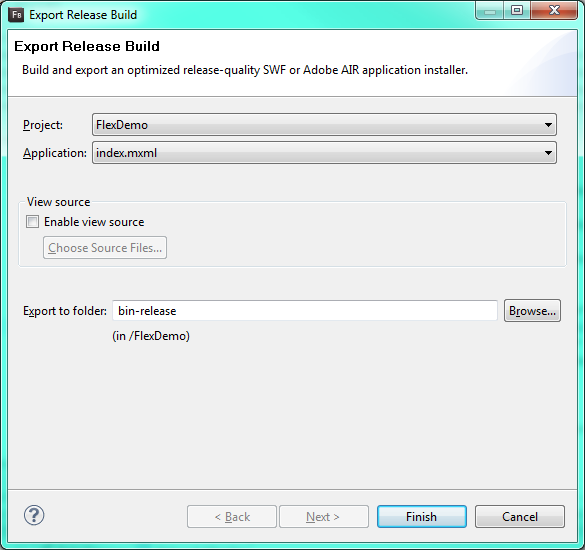 Fb Export Release Build
Export Release Build
Build and export an optimized release-quality SWF or Adobe AIR application installer.
Project: FlexDemo
Application: index.mxml
View source
Enable view source
Choose Source Files...
Export to folder: bin-release Browse...
(in /FlexDemo)
? < Back Next > Finish Cancel